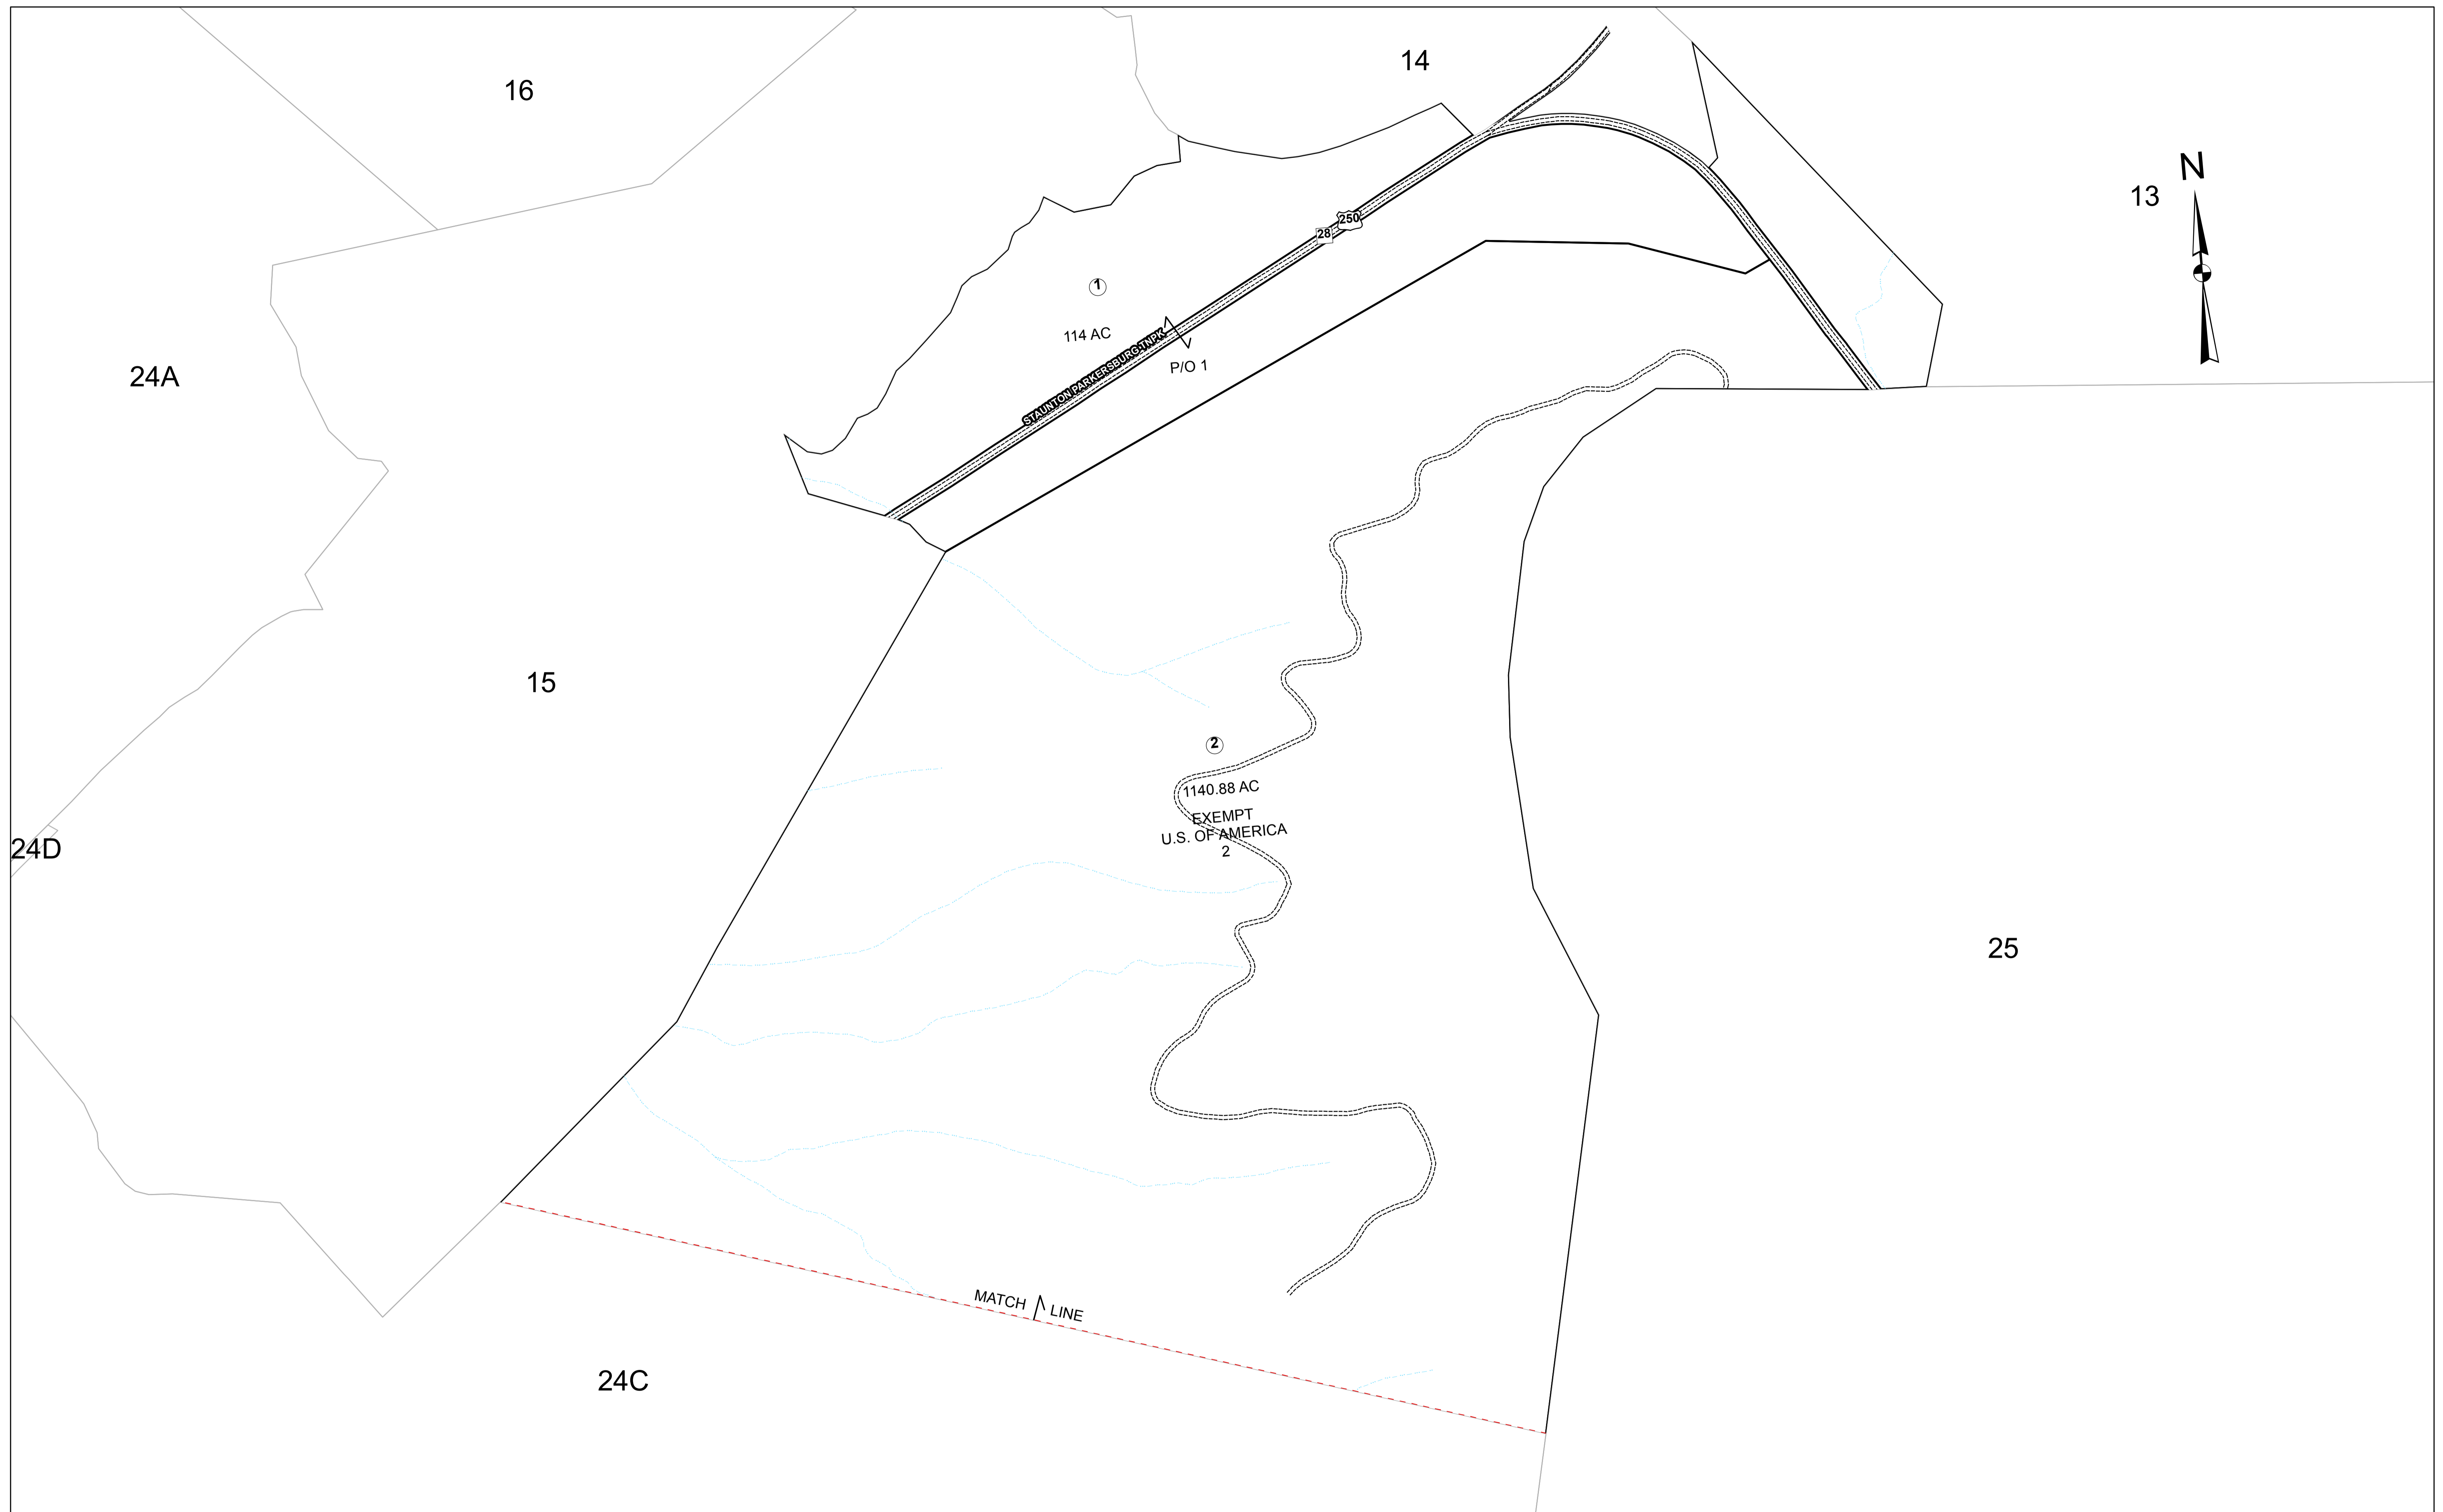 14
16
N
13
250
28
1
114 AC
STAUNTON PARKERSBURG TNPK
P/O 1
24A
15
2
1140.88 AC
EXEMPT
U.S. OF AMERICA
2
24D
25
MATCH LINE
24C